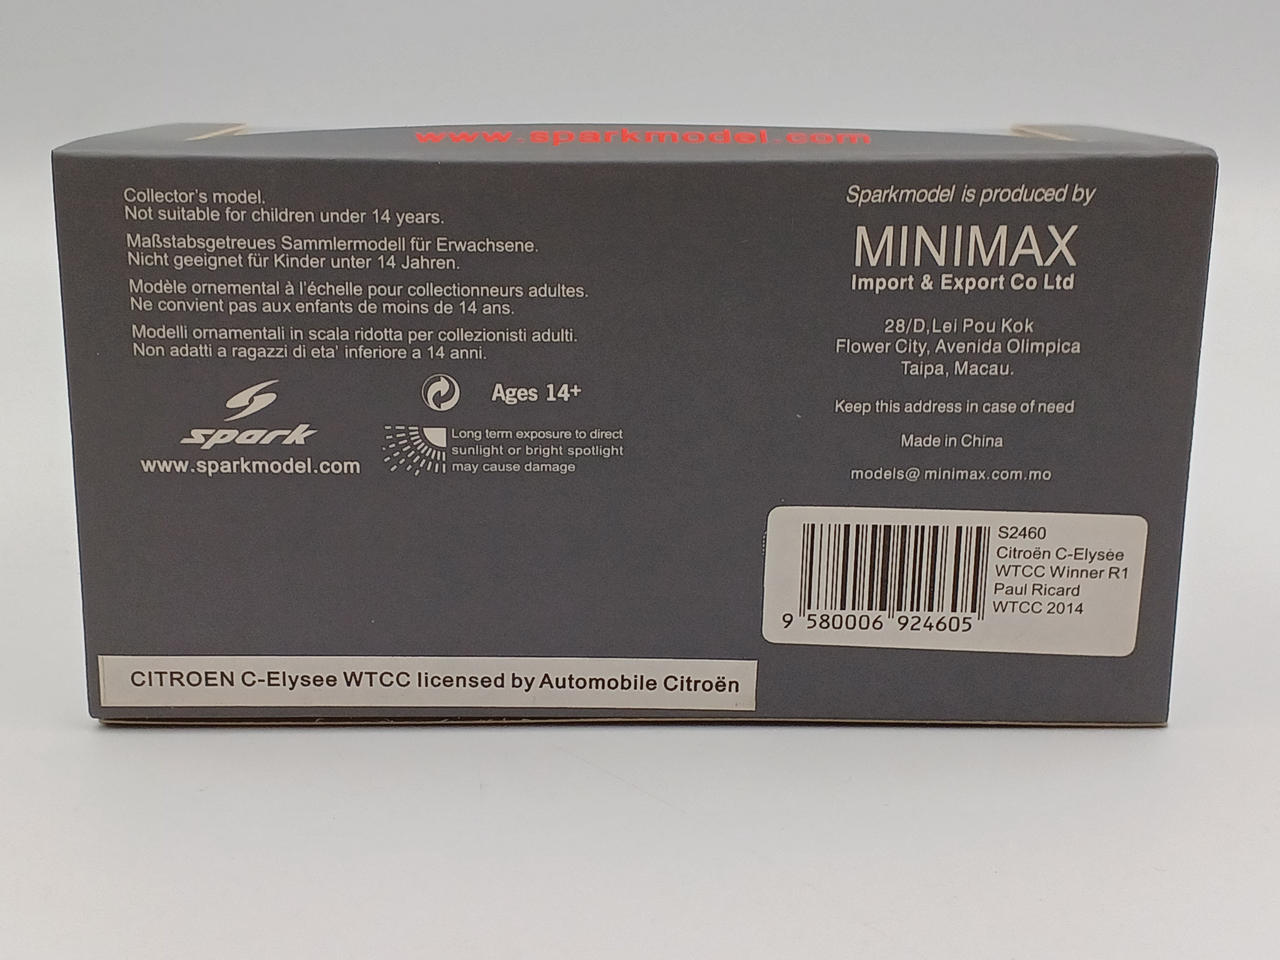 www.sparkmodel.com
Collector's model.
Not suitable for children under 14 years.
Maßstabsgetreues Sammlermodell für Erwachsene.
Nicht geeignet für Kinder unter 14 Jahren.
Modèle ornemental à l'échelle pour collectionneurs adultes.
Ne convient pas aux enfants de moins de 14 ans.
Modelli ornamentali in scala ridotta per collezionisti adulti.
Non adatti a ragazzi di eta' inferiore a 14 anni.
Ages 14+
spark
www.sparkmodel.com
Long term exposure to direct
sunlight or bright spotlight
may cause damage
Sparkmodel is produced by
MINIMAX
Import & Export Co Ltd
28/D,Lei Pou Kok
Flower City, Avenida Olimpica
Taipa, Macau.
Keep this address in case of need
Made in China
models@ minimax.com.mo
S2460
Citroën C-Elysée
WTCC Winner R1
Paul Ricard
WTCC 2014
9 580006 924605
CITROEN C-Elysee WTCC licensed by Automobile Citroën